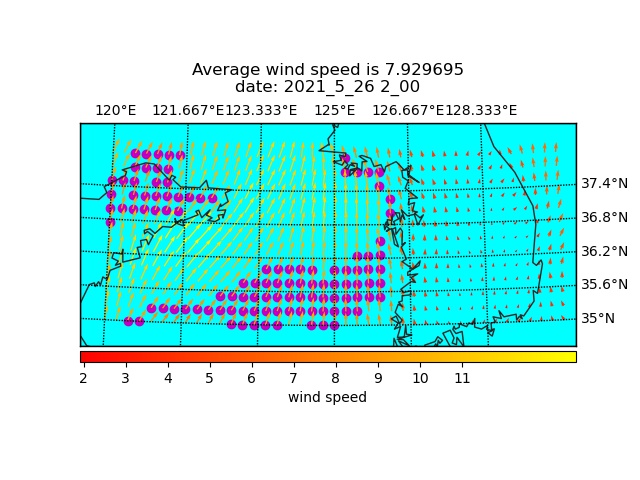 Average wind speed is 7.929695
date: 2021_5_26 2_00
120°E 121.667°E 123.333°E 125°E 126.667°E 128.333°E
37.4°N
36.8°N
36.2°N
35.6°N
35°N
2 3 4 5 6 7 8 9 10 11
wind speed